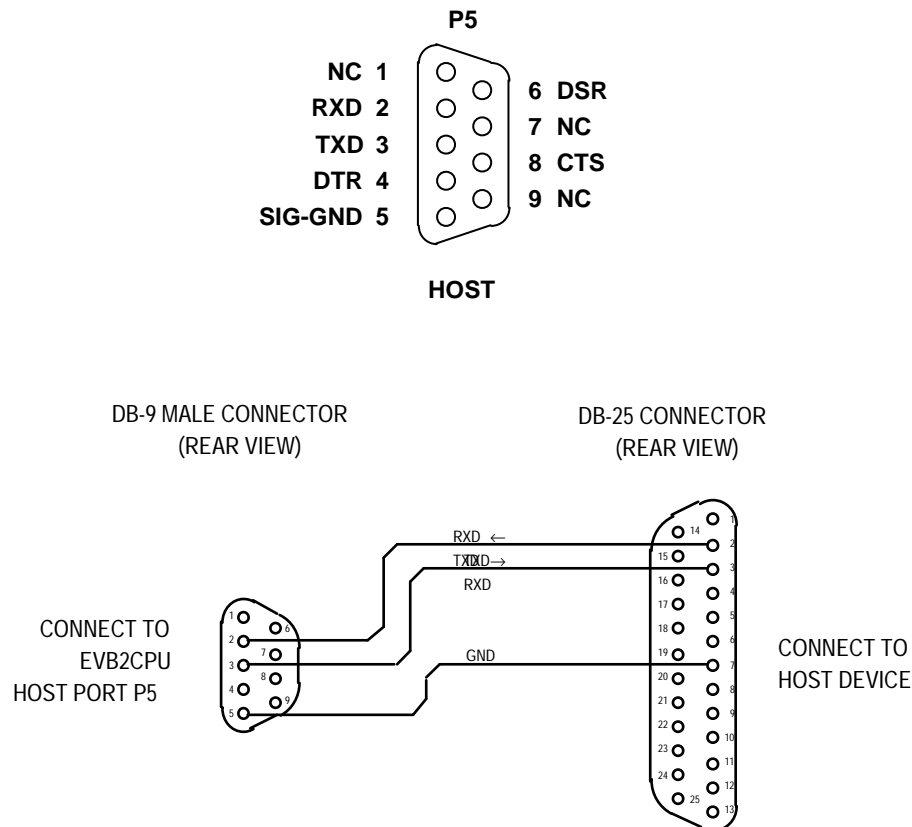 P5
NC 1
RXD 2
TXD 3
DTR 4
SIG-GND 5
6 DSR
7 NC
8 CTS
9 NC
HOST
DB-9 MALE CONNECTOR
(REAR VIEW)
DB-25 CONNECTOR
(REAR VIEW)
CONNECT TO
EVB2CPU
HOST PORT P5
1
2
3
4
5
6
7
8
9
RXD ←
TXD
TXD→
RXD
GND
14
15
16
17
18
19
20
21
22
23
24
25
1
2
3
4
5
6
7
8
9
10
11
12
13
CONNECT TO
HOST DEVICE